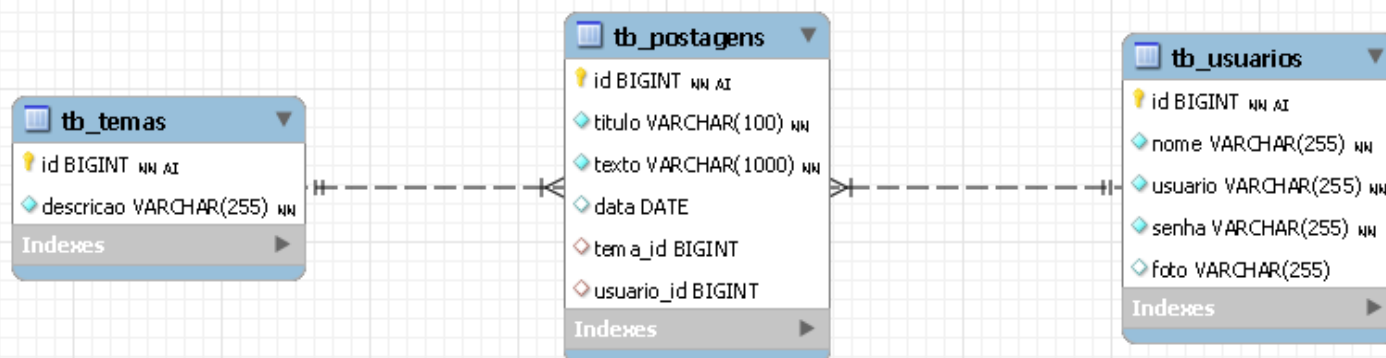 tb_temas
id BIGINT NN AI
descricao VARCHAR(255) NN
Indexes
tb_postagens
id BIGINT NN AI
titulo VARCHAR(100) NN
texto VARCHAR(1000) NN
data DATE
tema_id BIGINT
usuario_id BIGINT
Indexes
tb_usuarios
id BIGINT NN AI
nome VARCHAR(255) NN
usuario VARCHAR(255) NN
senha VARCHAR(255) NN
foto VARCHAR(255)
Indexes